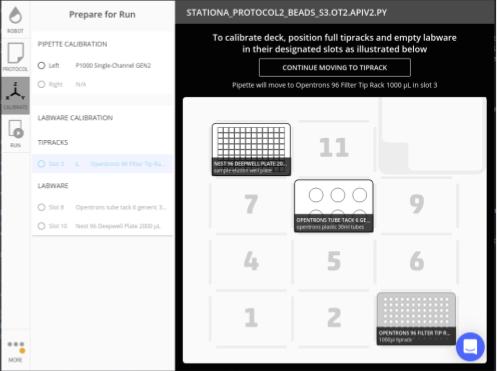 ROBOT
PROTOCOL
CALIBRATE
RUN
MORE
Prepare for Run
PIPETTE CALIBRATION
Left P1000 Single-Channel GEN2
Right N/A
LABWARE CALIBRATION
TIPRACKS
Slot 3 Opentrons 96 Filter Tip Ra...
LABWARE
Slot 8 Opentrons tube tack 6 generic 3...
Slot 10 Nest 96 Deepwell Plate 2000 µL
STATIONA_PROTOCOL2_BEADS_S3.OT2.APIV2.PY
To calibrate deck, position full tipracks and empty labware
in their designated slots as illustrated below
CONTINUE MOVING TO TIPRACK
Pipette will move to Opentrons 96 Filter Tip Rack 1000 µL in slot 3
NEST 96 DEEPWELL PLATE 20...
sample elution well plate
11
7
OPENTRONS TUBE TACK 6 GE...
opentrons plastic 30ml tubes
9
4
5
6
1
2
OPENTRONS 96 FILTER TIP R...
1000µl tiprack